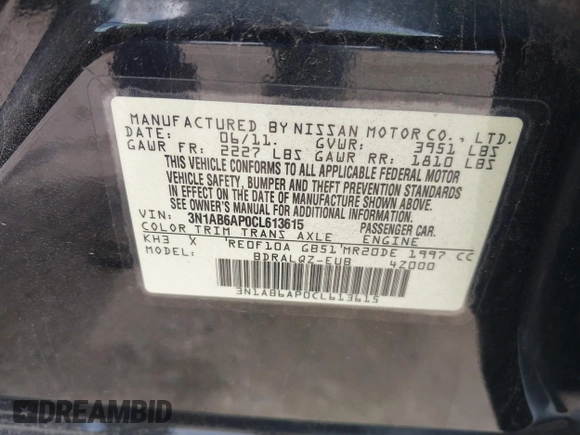 MANUFACTURED BY NISSAN MOTOR CO., LTD.
DATE: 06/11. GVWR: 3951 LBS
GAWR FR: 2227 LBS GAWR RR: 1810 LBS
THIS VEHICLE CONFORMS TO ALL APPLICABLE FEDERAL MOTOR
VEHICLE SAFETY, BUMPER AND THEFT PREVENTION STANDARDS
IN EFFECT ON THE DATE OF MANUFACTURE SHOWN ABOVE.
SEE OWNER'S MANUAL FOR INSTRUCTIONS.
VIN: 3N1AB6AP0CL613615 PASSENGER CAR.
COLOR TRIM TRANS AXLE ENGINE
KH3 X REOF10A GB51 MR20DE 1997 CC
MODEL: BDRALQZ-EUB 4Z000
3N1AB6AP0CL613615
DREAMBID